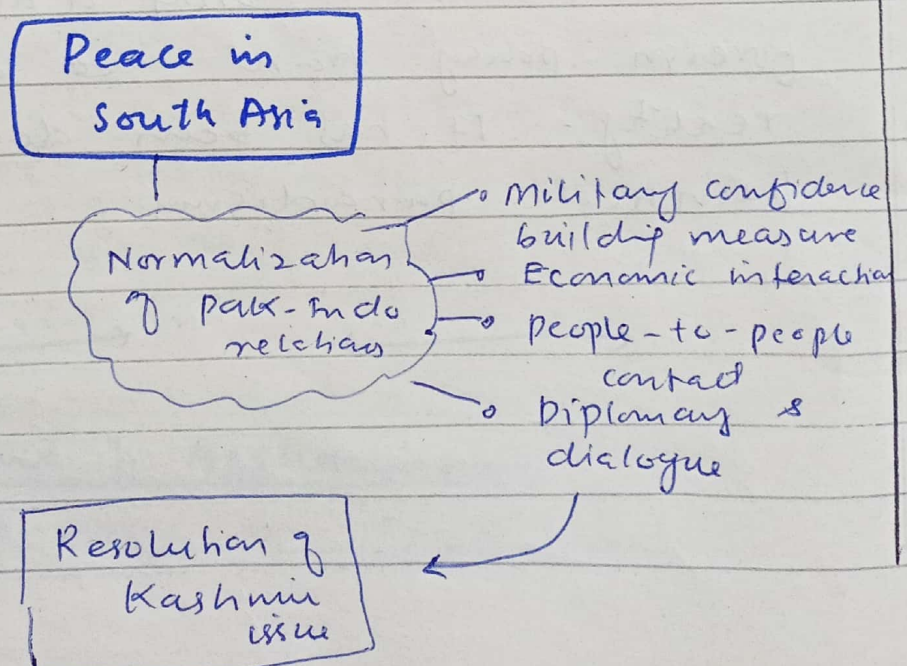 Peace in
South Asia
Normalization
of Pak-Indo
relations
Military confidence
building measure
Economic interaction
People-to-people
contact
Diplomacy &
dialogue
Resolution of
Kashmir
issue